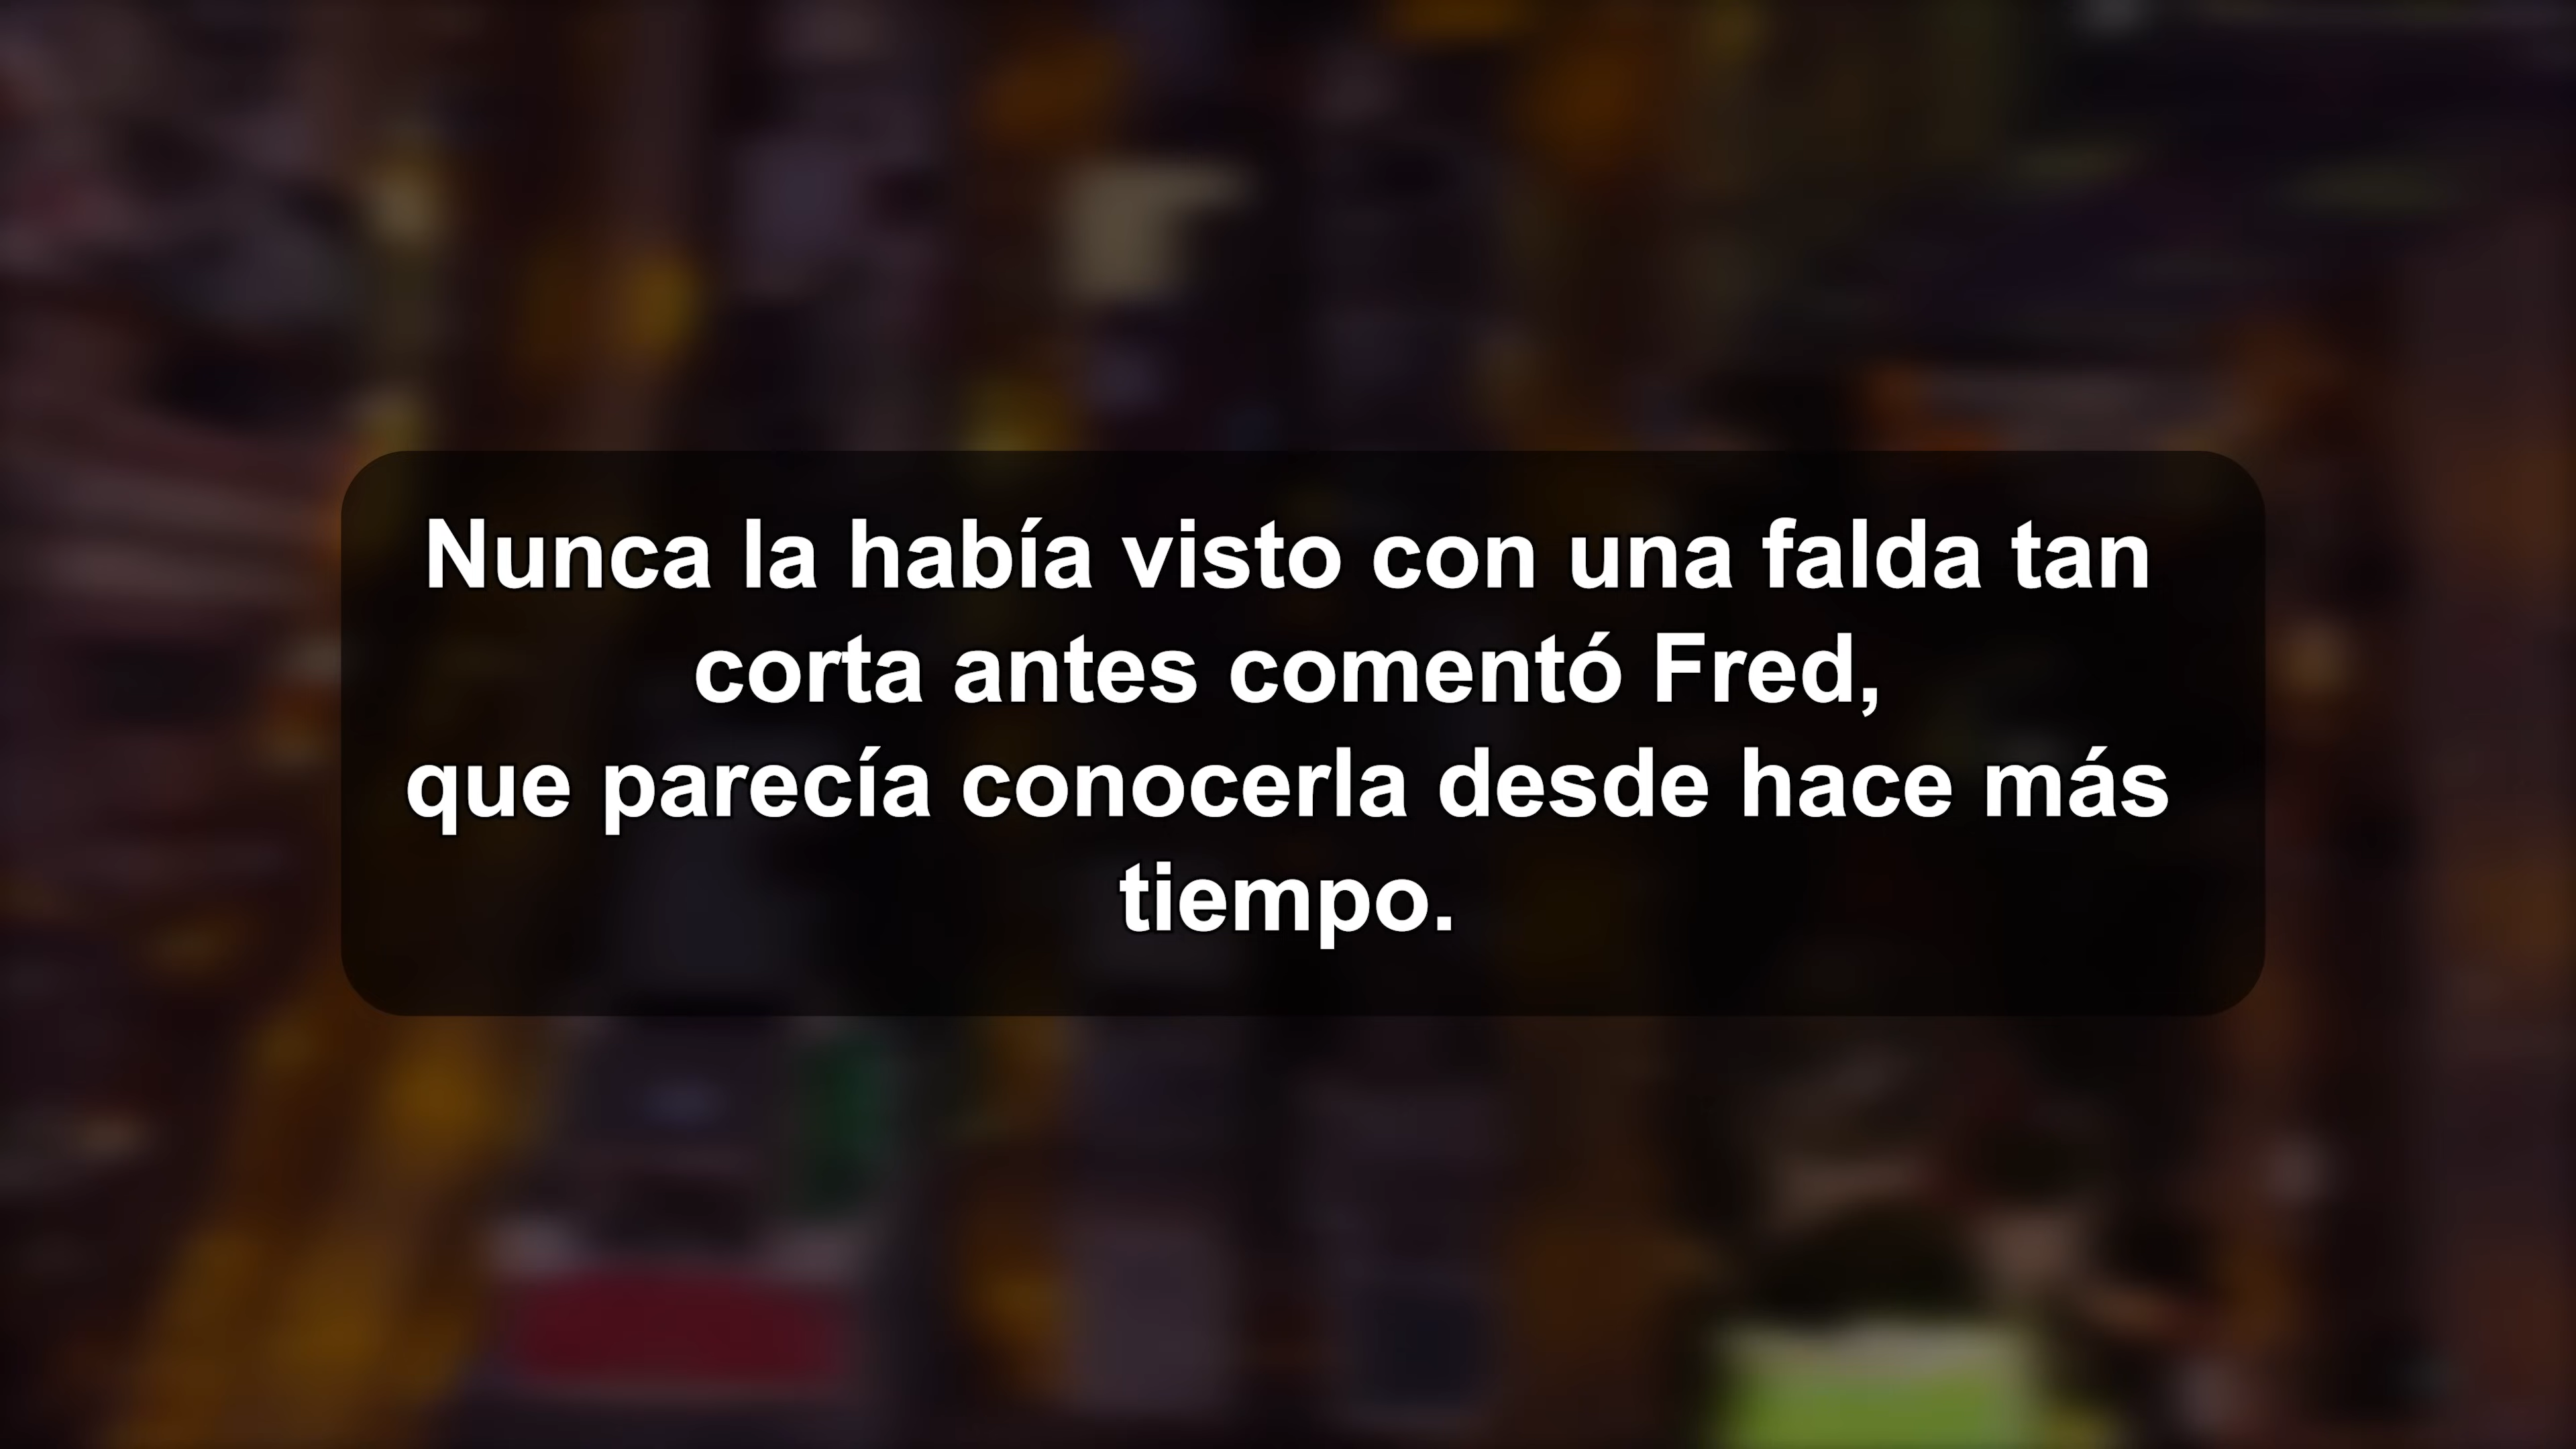 Nunca la había visto con una falda tan
corta antes comentó Fred,
que parecía conocerla desde hace más
tiempo.